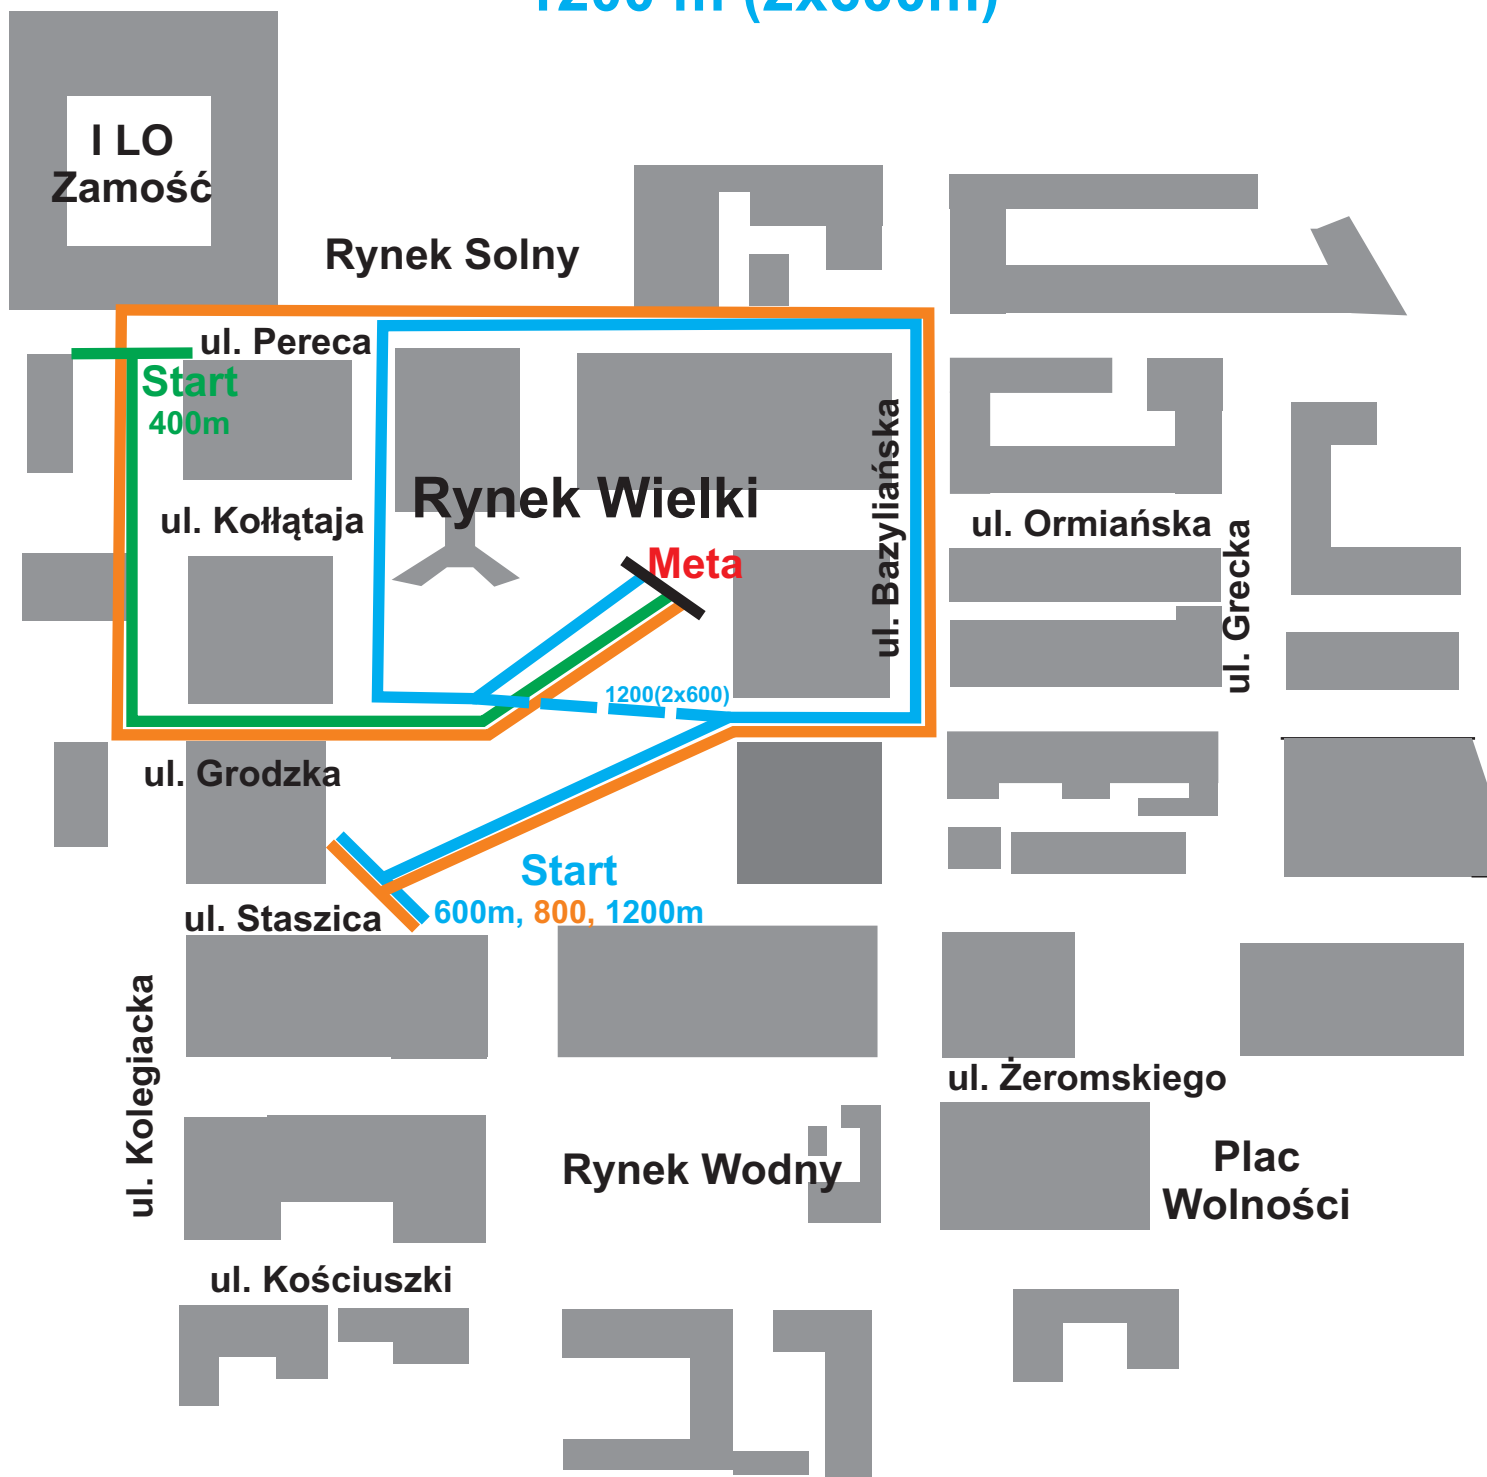 1200 m (2x600m)
I LO
Zamość
Rynek Solny
ul. Pereca
Start
400m
ul. Kołłątaja
Rynek Wielki
Meta
ul. Bazyliańska
ul. Ormiańska
ul. Grecka
1200(2x600)
ul. Grodzka
Start
600m, 800, 1200m
ul. Staszica
ul. Kolegiacka
ul. Żeromskiego
Rynek Wodny
Plac
Wolności
ul. Kościuszki